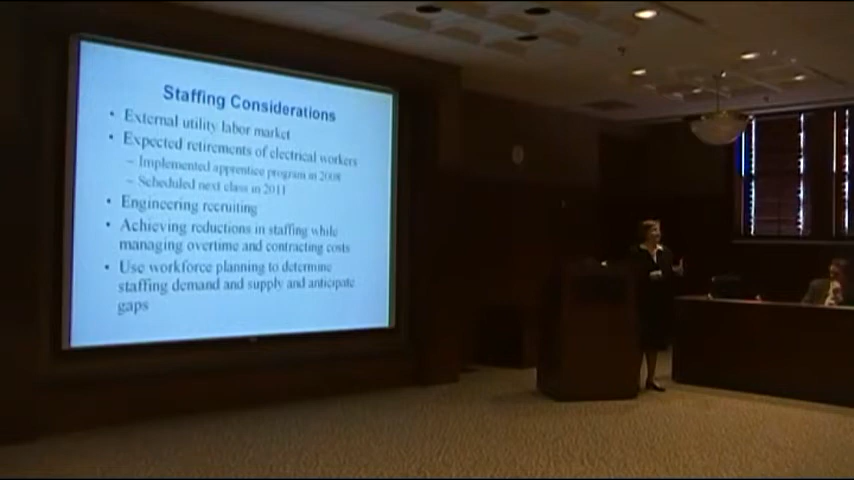 Staffing Considerations
• External utility labor market
• Expected retirements of electrical workers
– Implemented apprentice program in 2008
– Scheduled next class in 2011
• Engineering recruiting
• Achieving reductions in staffing while
managing overtime and contracting costs
• Use workforce planning to determine
staffing demand and supply and anticipate
gaps